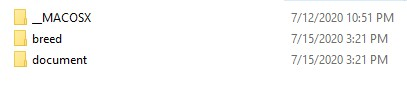 __MACOSX 7/12/2020 10:51 PM
breed 7/15/2020 3:21 PM
document 7/15/2020 3:21 PM